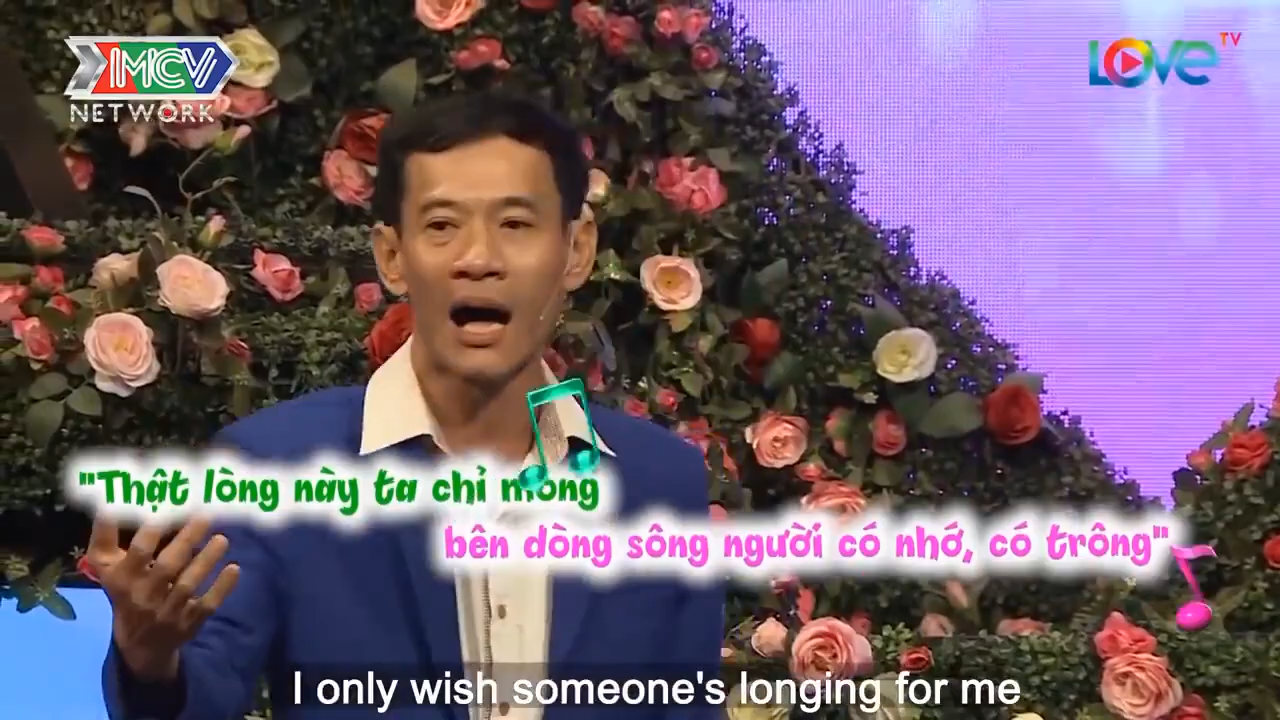 MCV
NETWORK
LOVE TV
"Thật lòng này ta chỉ mong
bên dòng sông người có nhớ, có trông"
I only wish someone's longing for me